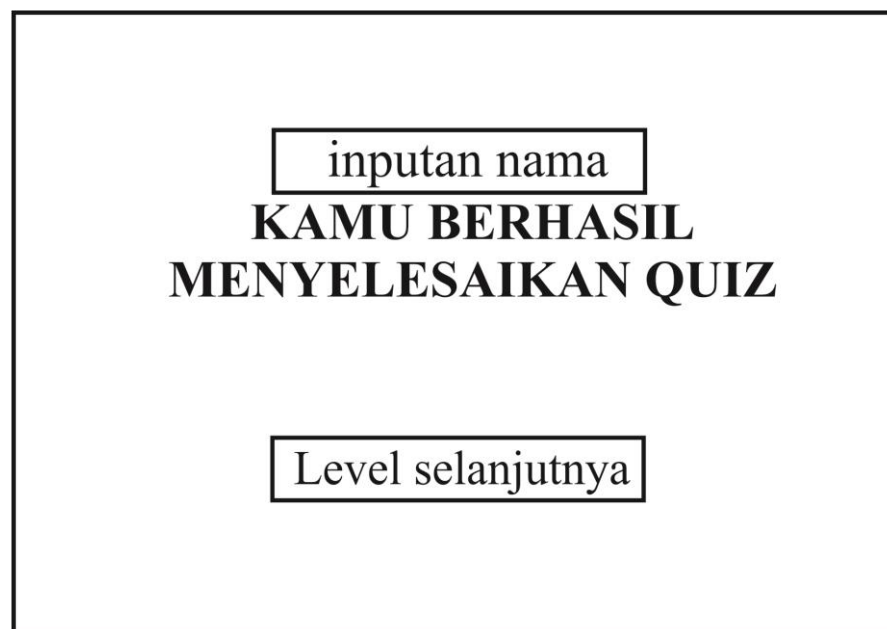 inputan nama
KAMU BERHASIL
MENYELESAIKAN QUIZ
Level selanjutnya